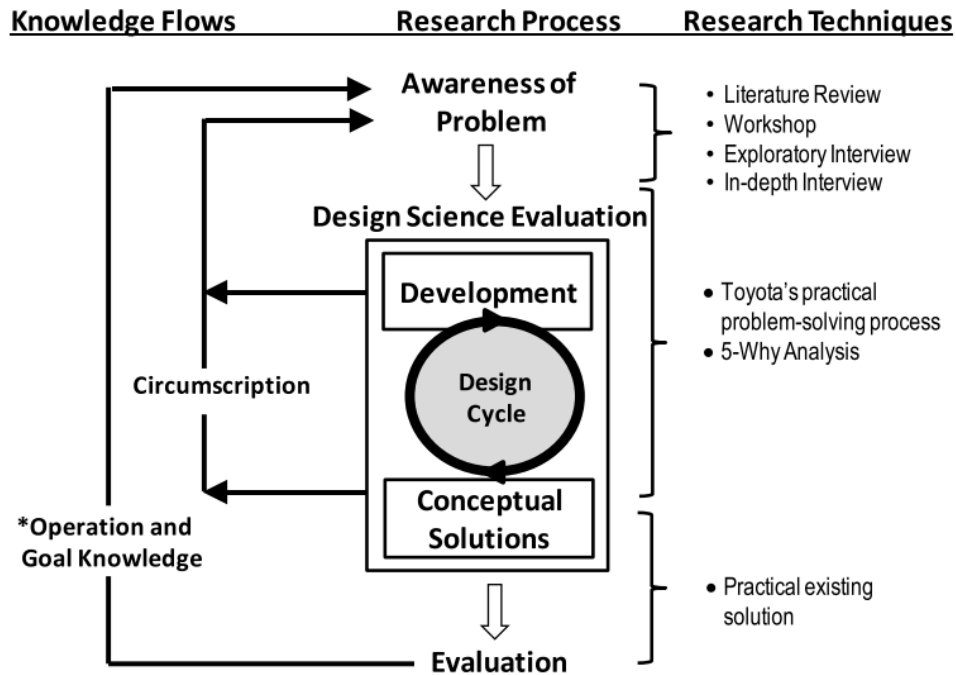 Knowledge Flows
Research Process
Research Techniques
Awareness of
Problem
• Literature Review
• Workshop
• Exploratory Interview
• In-depth Interview
Design Science Evaluation
Development
● Toyota's practical
problem-solving process
● 5-Why Analysis
Circumscription
Design
Cycle
Conceptual
Solutions
*Operation and
Goal Knowledge
● Practical existing
solution
Evaluation